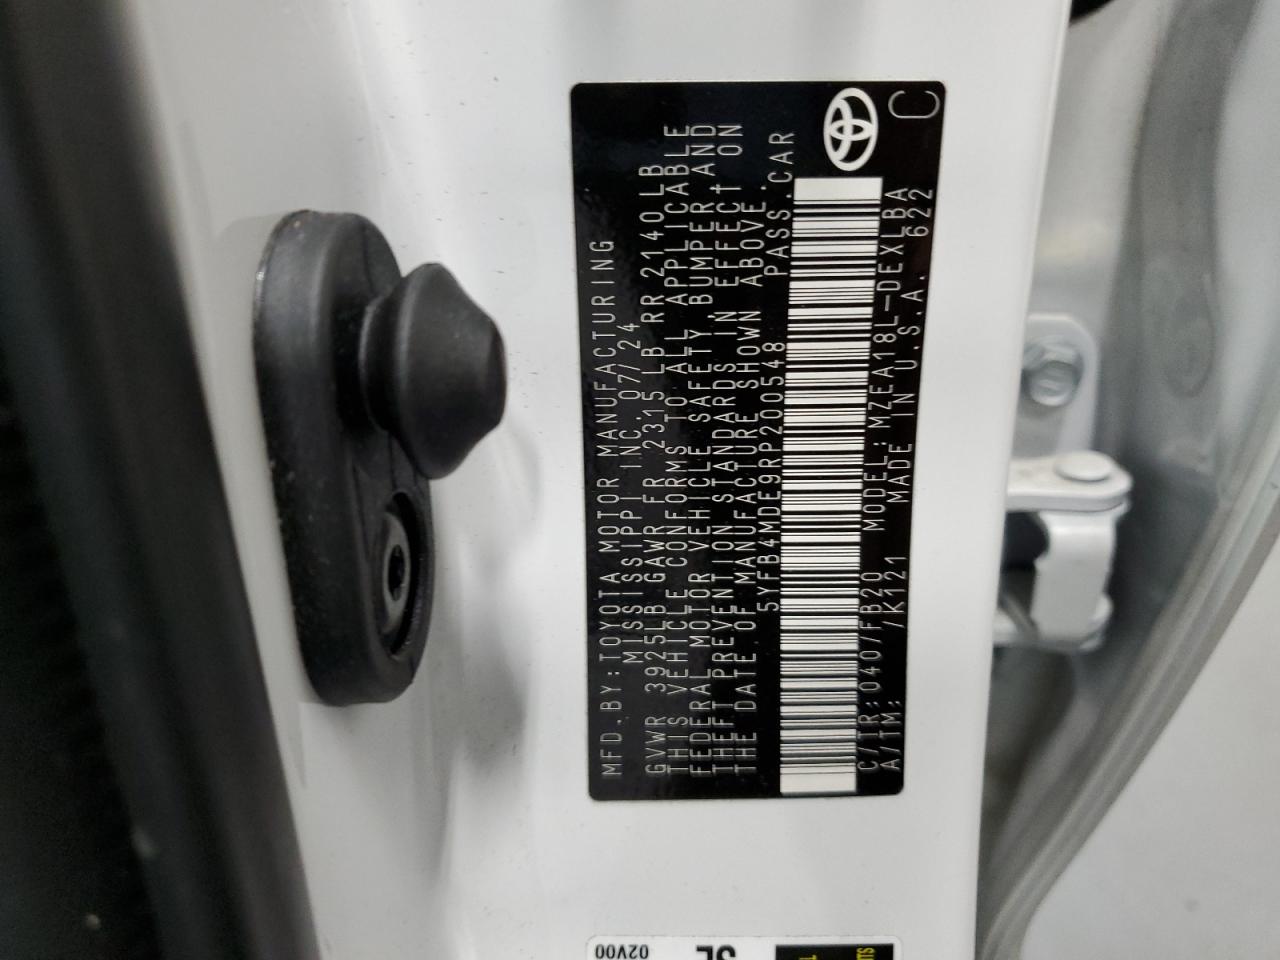 MFD.BY:TOYOTA MOTOR MANUFACTURING
MISSISSIPPI INC. 07/24
GVWR 3925LB GAWR FR 2315LB RR 2140LB
THIS VEHICLE CONFORMS TO ALL APPLICABLE
FEDERAL MOTOR VEHICLE SAFETY, BUMPER AND
THEFT PREVENTION STANDARDS IN EFFECT ON
THE DATE OF MANUFACTURE SHOWN ABOVE.
5YFB4MDE9RP200548 PASS.CAR
C/TR:040/FB20 MODEL:MZEA18L-DEXLBA
A/TM: /K121 MADE IN U.S.A. 622
C
02V00